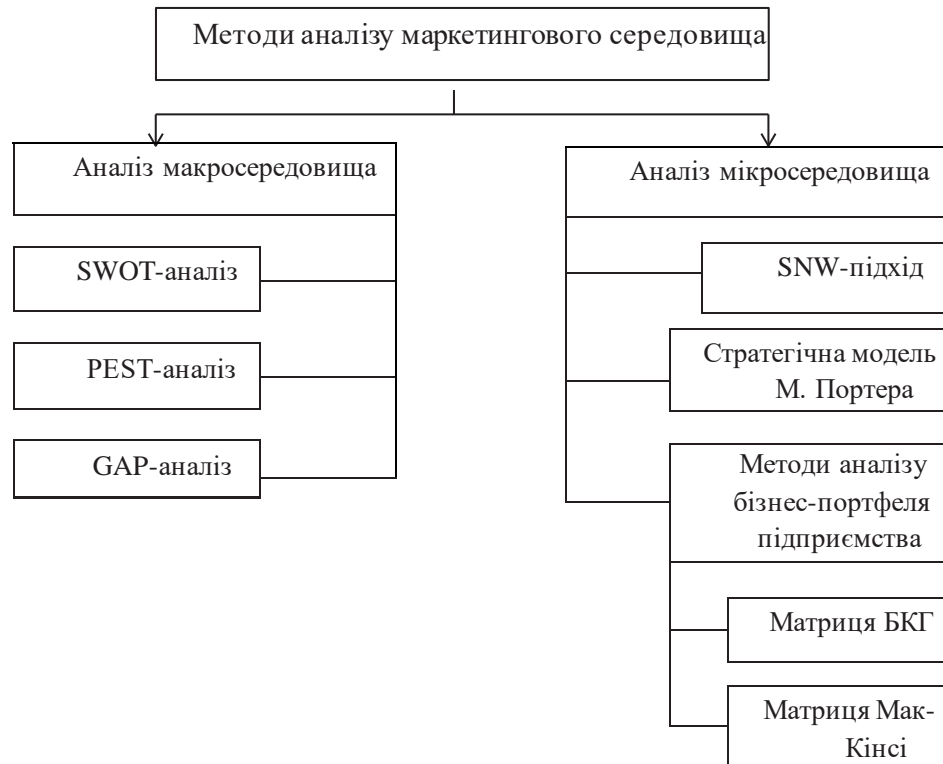 Методи аналізу маркетингового середовища
Аналіз макросередовища
SWOT-аналіз
PEST-аналіз
GAP-аналіз
Аналіз мікросередовища
SNW-підхід
Стратегічна модель
М. Портера
Методи аналізу
бізнес-портфеля
підприємства
Матриця БКГ
Матриця Мак-
Кінсі